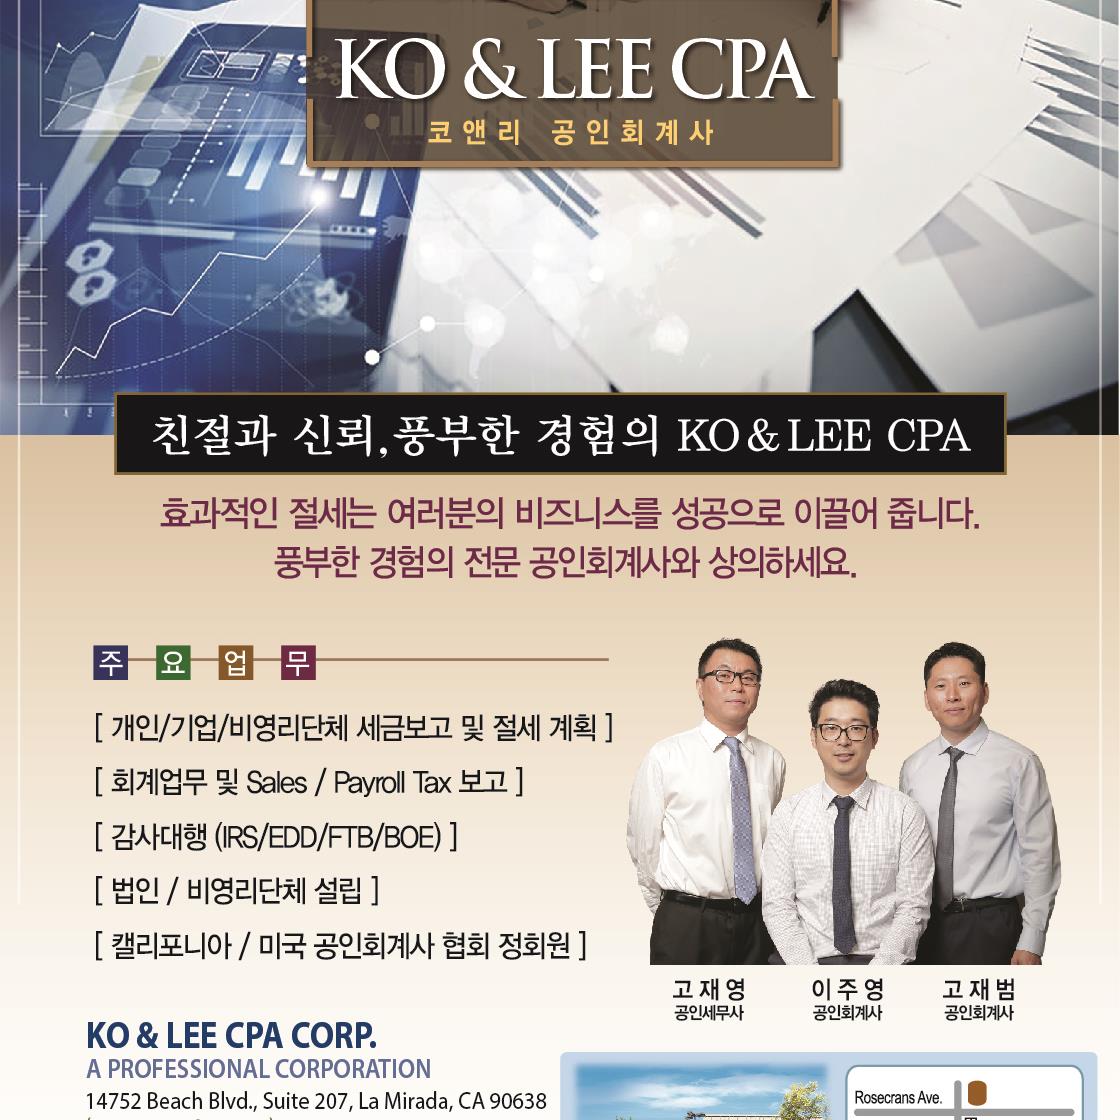 KO & LEE CPA
코앤리 공인회계사
친절과 신뢰,풍부한 경험의 KO & LEE CPA
효과적인 절세는 여러분의 비즈니스를 성공으로 이끌어 줍니다.
풍부한 경험의 전문 공인회계사와 상의하세요.
주요업무
[ 개인/기업/비영리단체 세금보고 및 절세 계획 ]
[ 회계업무 및 Sales / Payroll Tax 보고 ]
[ 감사대행 (IRS/EDD/FTB/BOE) ]
[ 법인 / 비영리단체 설립 ]
[ 캘리포니아 / 미국 공인회계사 협회 정회원 ]
고재영 이주영 고재범
공인세무사 공인회계사 공인회계사
KO & LEE CPA CORP.
A PROFESSIONAL CORPORATION
14752 Beach Blvd., Suite 207, La Mirada, CA 90638
Rosecrans Ave.